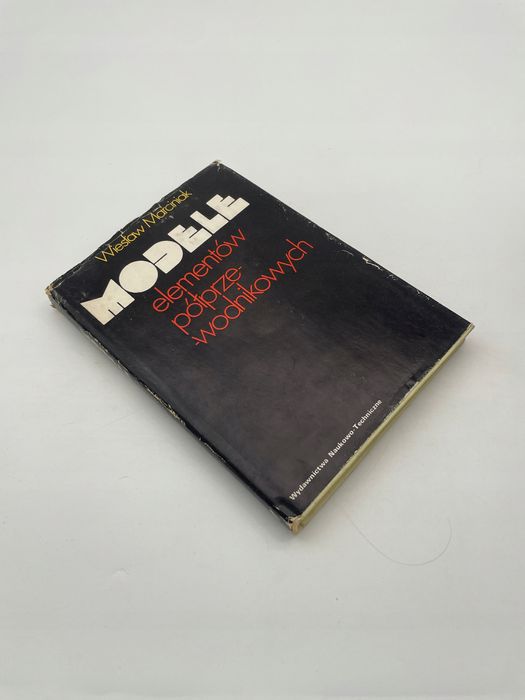 Wiesław Marciniak
MODELE
elementów
półprze-
-wodnikowych
Wydawnictwa Naukowo-Techniczne